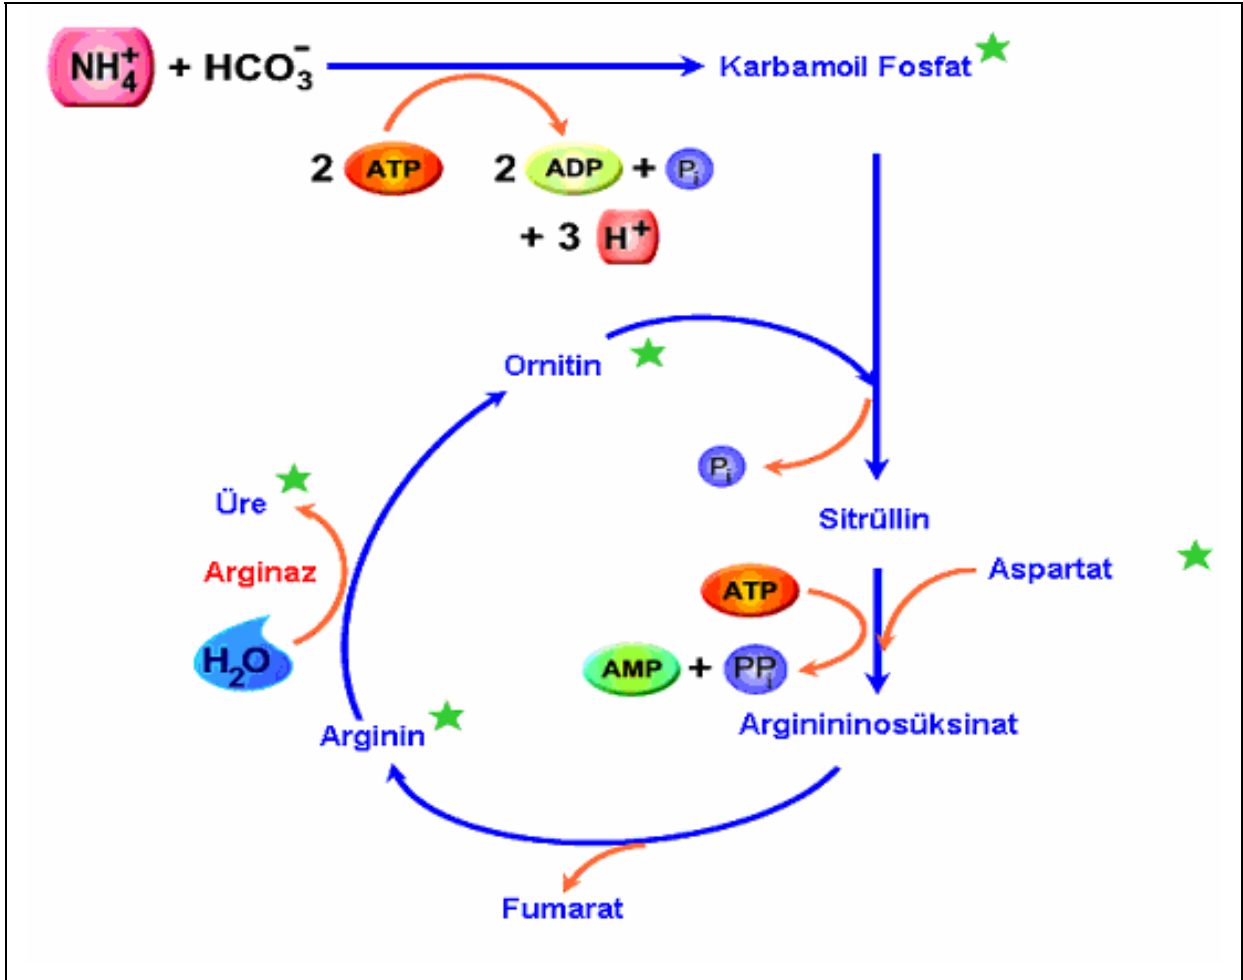 NH4+ + HCO3- Karbamoil Fosfat
2 ATP 2 ADP + Pi
+ 3 H+
Ornitin
Pi
Üre
Sitrüllin
Arginaz
Aspartat
ATP
H2O
AMP + PPi
Arginin
Argininininosüksinat
Fumarat